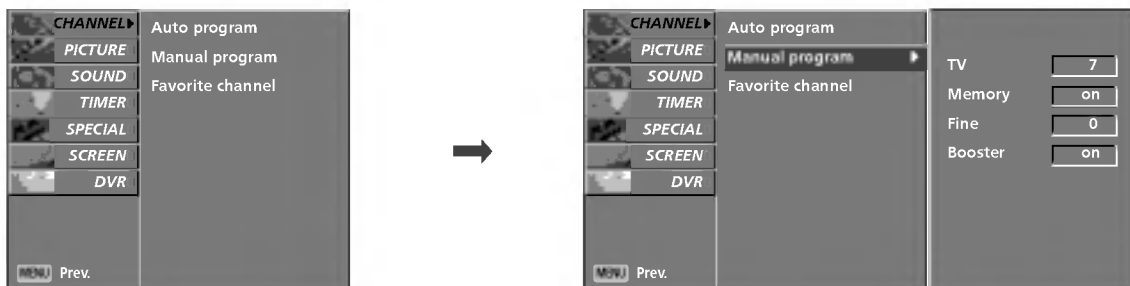 CHANNEL
PICTURE
SOUND
TIMER
SPECIAL
SCREEN
DVR
Auto program
Manual program
Favorite channel
MENU Prev.
CHANNEL
PICTURE
SOUND
TIMER
SPECIAL
SCREEN
DVR
Auto program
Manual program
Favorite channel
TV 7
Memory on
Fine 0
Booster on
MENU Prev.